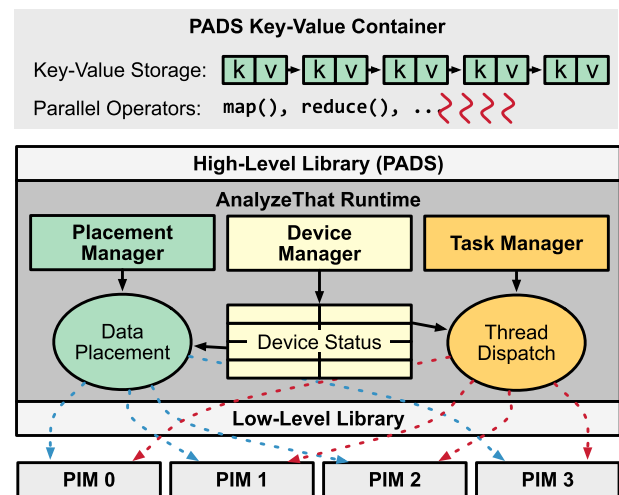 PADS Key-Value Container
Key-Value Storage: k v k v k v k v k v
Parallel Operators: map(), reduce(), ...
High-Level Library (PADS)
AnalyzeThat Runtime
Placement
Manager
Device
Manager
Task Manager
Data
Placement
Device Status
Thread
Dispatch
Low-Level Library
PIM 0
PIM 1
PIM 2
PIM 3